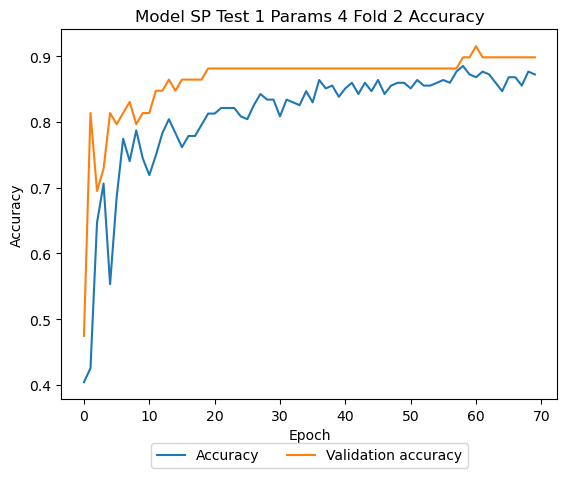 Model SP Test 1 Params 4 Fold 2 Accuracy
0.9
0.8
0.7
0.6
0.5
0.4
Accuracy
0 10 20 30 40 50 60 70
Epoch
Accuracy Validation accuracy